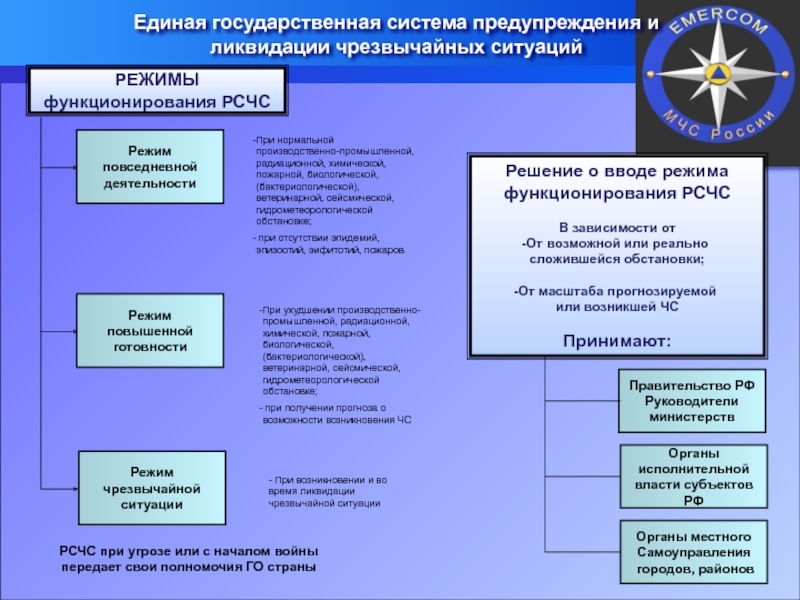 Единая государственная система предупреждения и
ликвидации чрезвычайных ситуаций
EMERCOM
МЧС России
РЕЖИМЫ
функционирования РСЧС
Режим
повседневной
деятельности
-При нормальной
производственно-промышленной,
радиационной, химической,
пожарной, биологической,
(бактериологической),
ветеринарной, сейсмической,
гидрометеорологической
обстановке;
- при отсутствии эпидемий,
эпизоотий, эифитотий, пожаров
Режим
повышенной
готовности
-При ухудшении производственно-
промышленной, радиационной,
химической, пожарной,
биологической,
(бактериологической),
ветеринарной, сейсмической,
гидрометеорологической
обстановке;
- при получении прогноза о
возможности возникновения ЧС
Режим
чрезвычайной
ситуации
- При возникновении и во
время ликвидации
чрезвычайной ситуации
РСЧС при угрозе или с началом войны
передает свои полномочия ГО страны
Решение о вводе режима
функционирования РСЧС
В зависимости от
-От возможной или реально
сложившейся обстановки;
-От масштаба прогнозируемой
или возникшей ЧС
Принимают:
Правительство РФ
Руководители
министерств
Органы
исполнительной
власти субъектов
РФ
Органы местного
Самоуправления
городов, районов